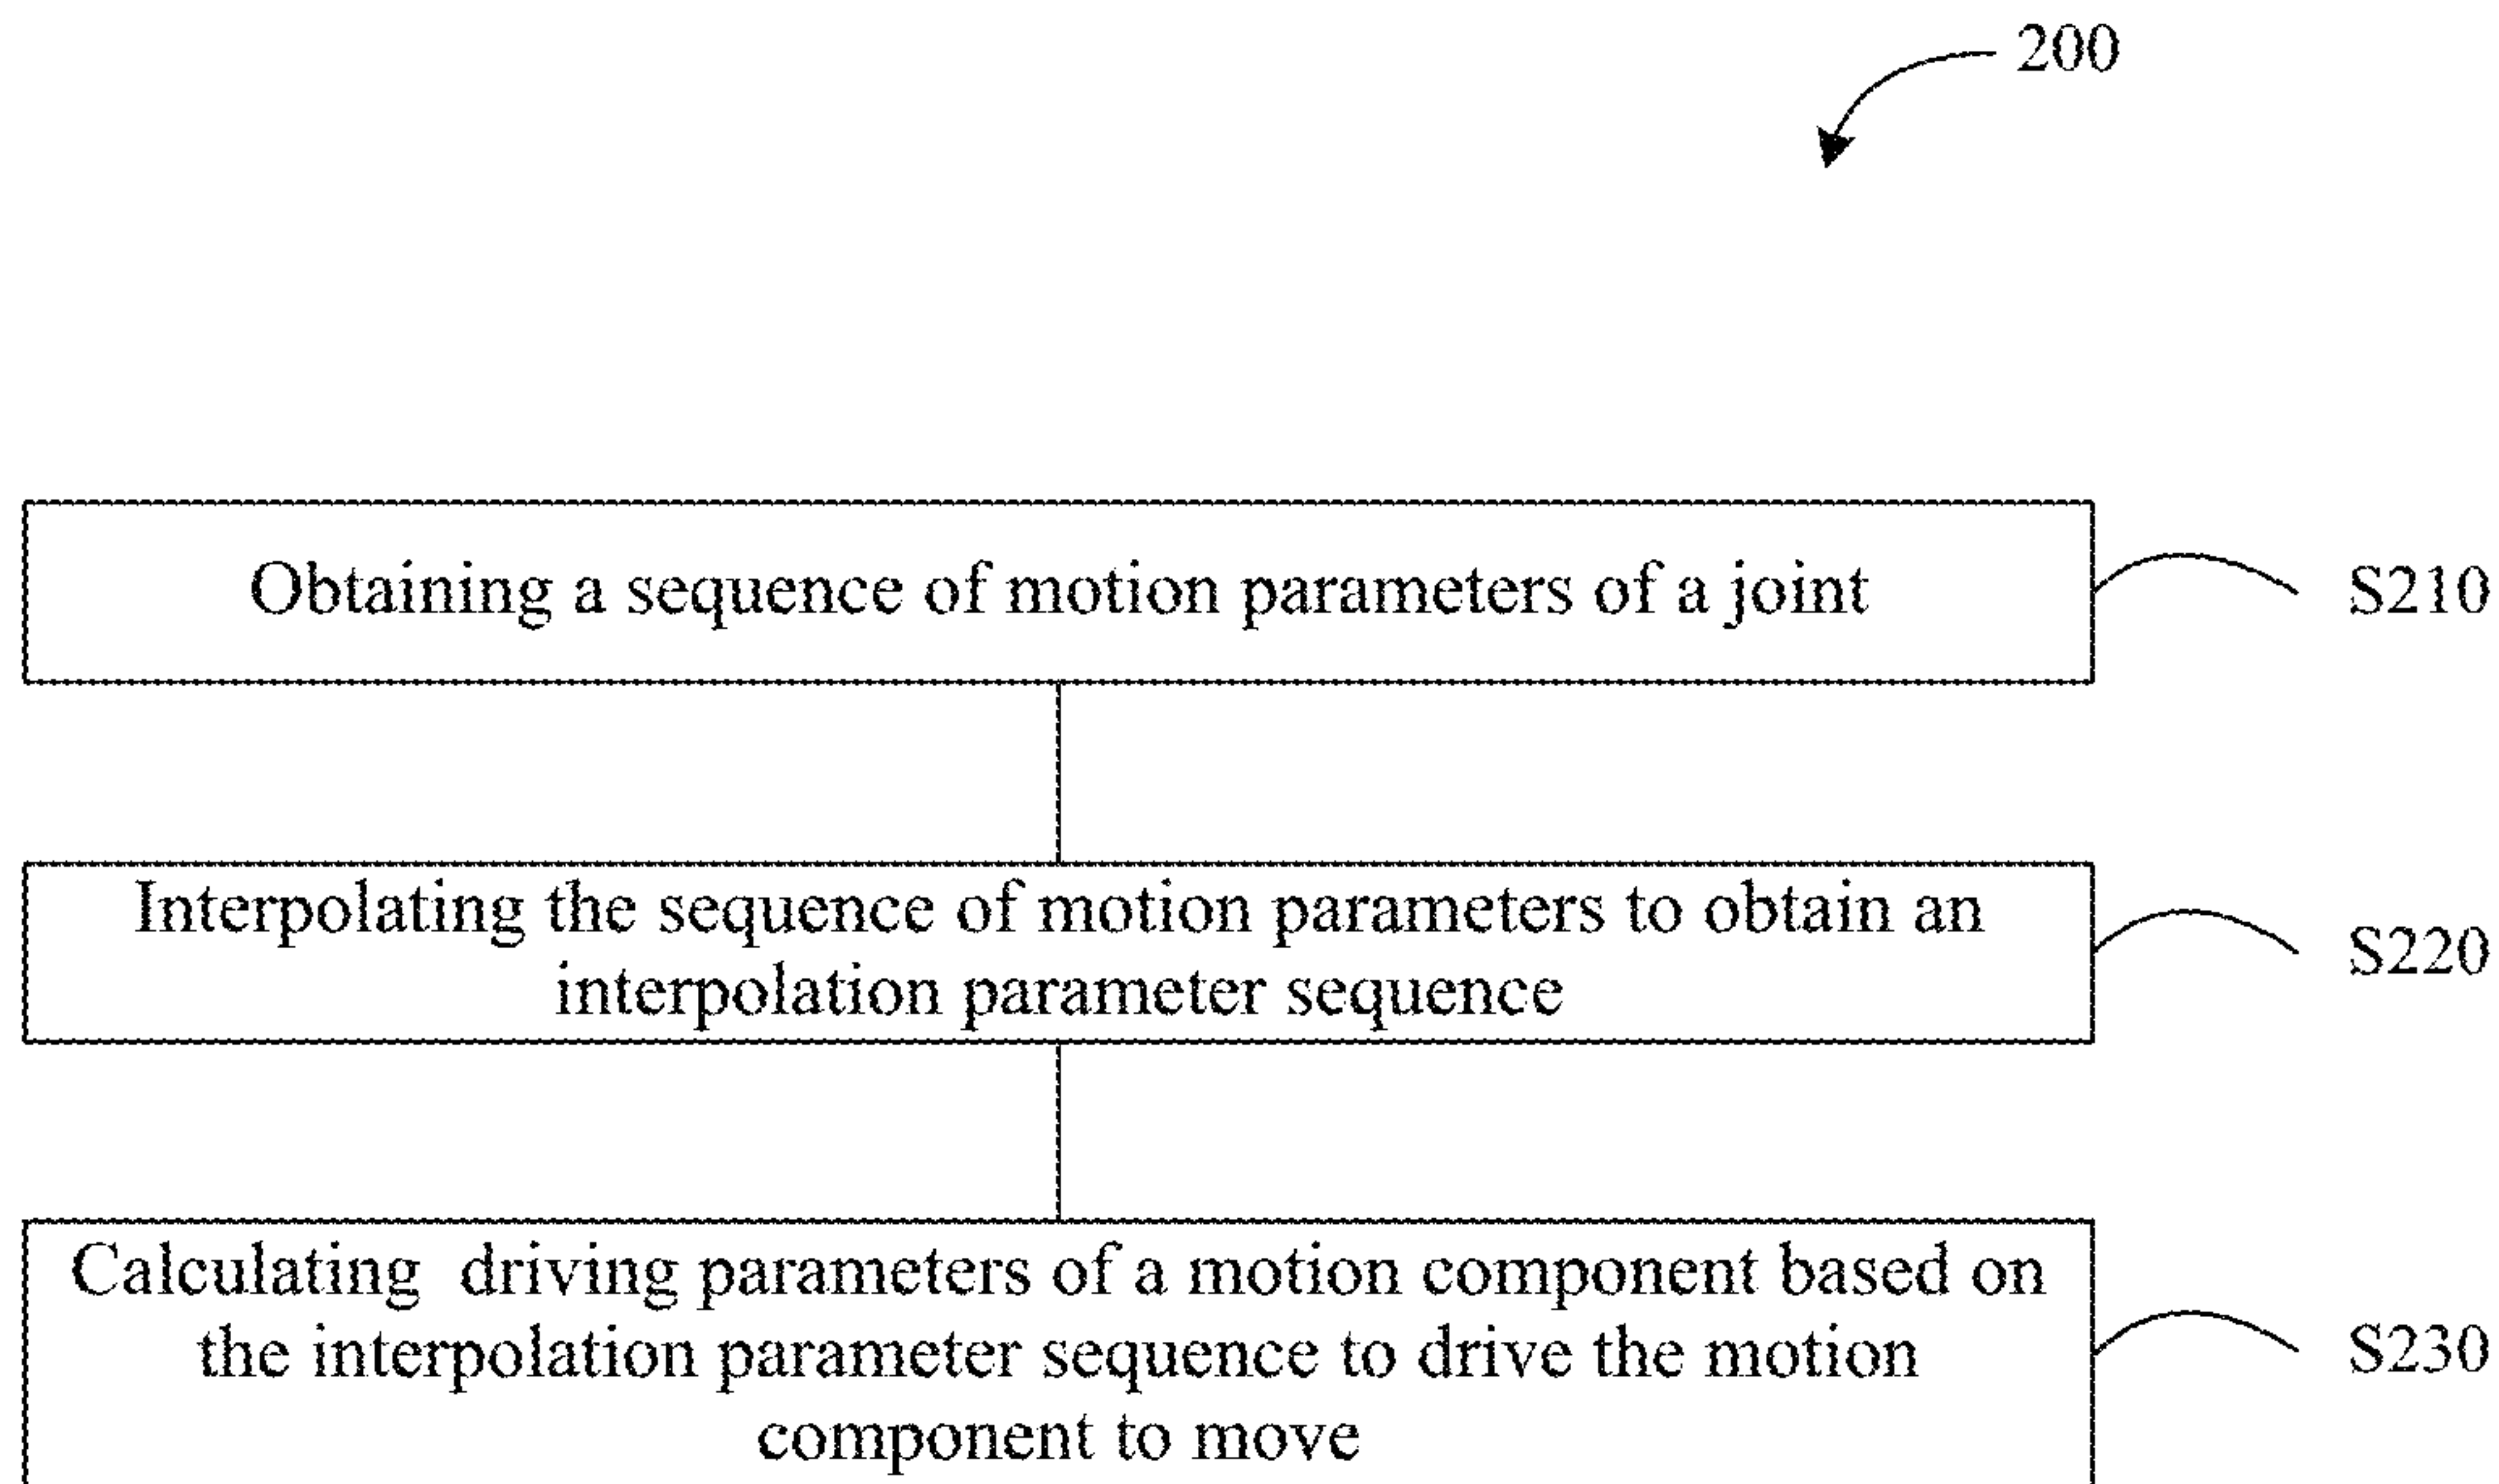 200
Obtaining a sequence of motion parameters of a joint
S210
Interpolating the sequence of motion parameters to obtain an
interpolation parameter sequence
S220
Calculating driving parameters of a motion component based on
the interpolation parameter sequence to drive the motion
component to move
S230